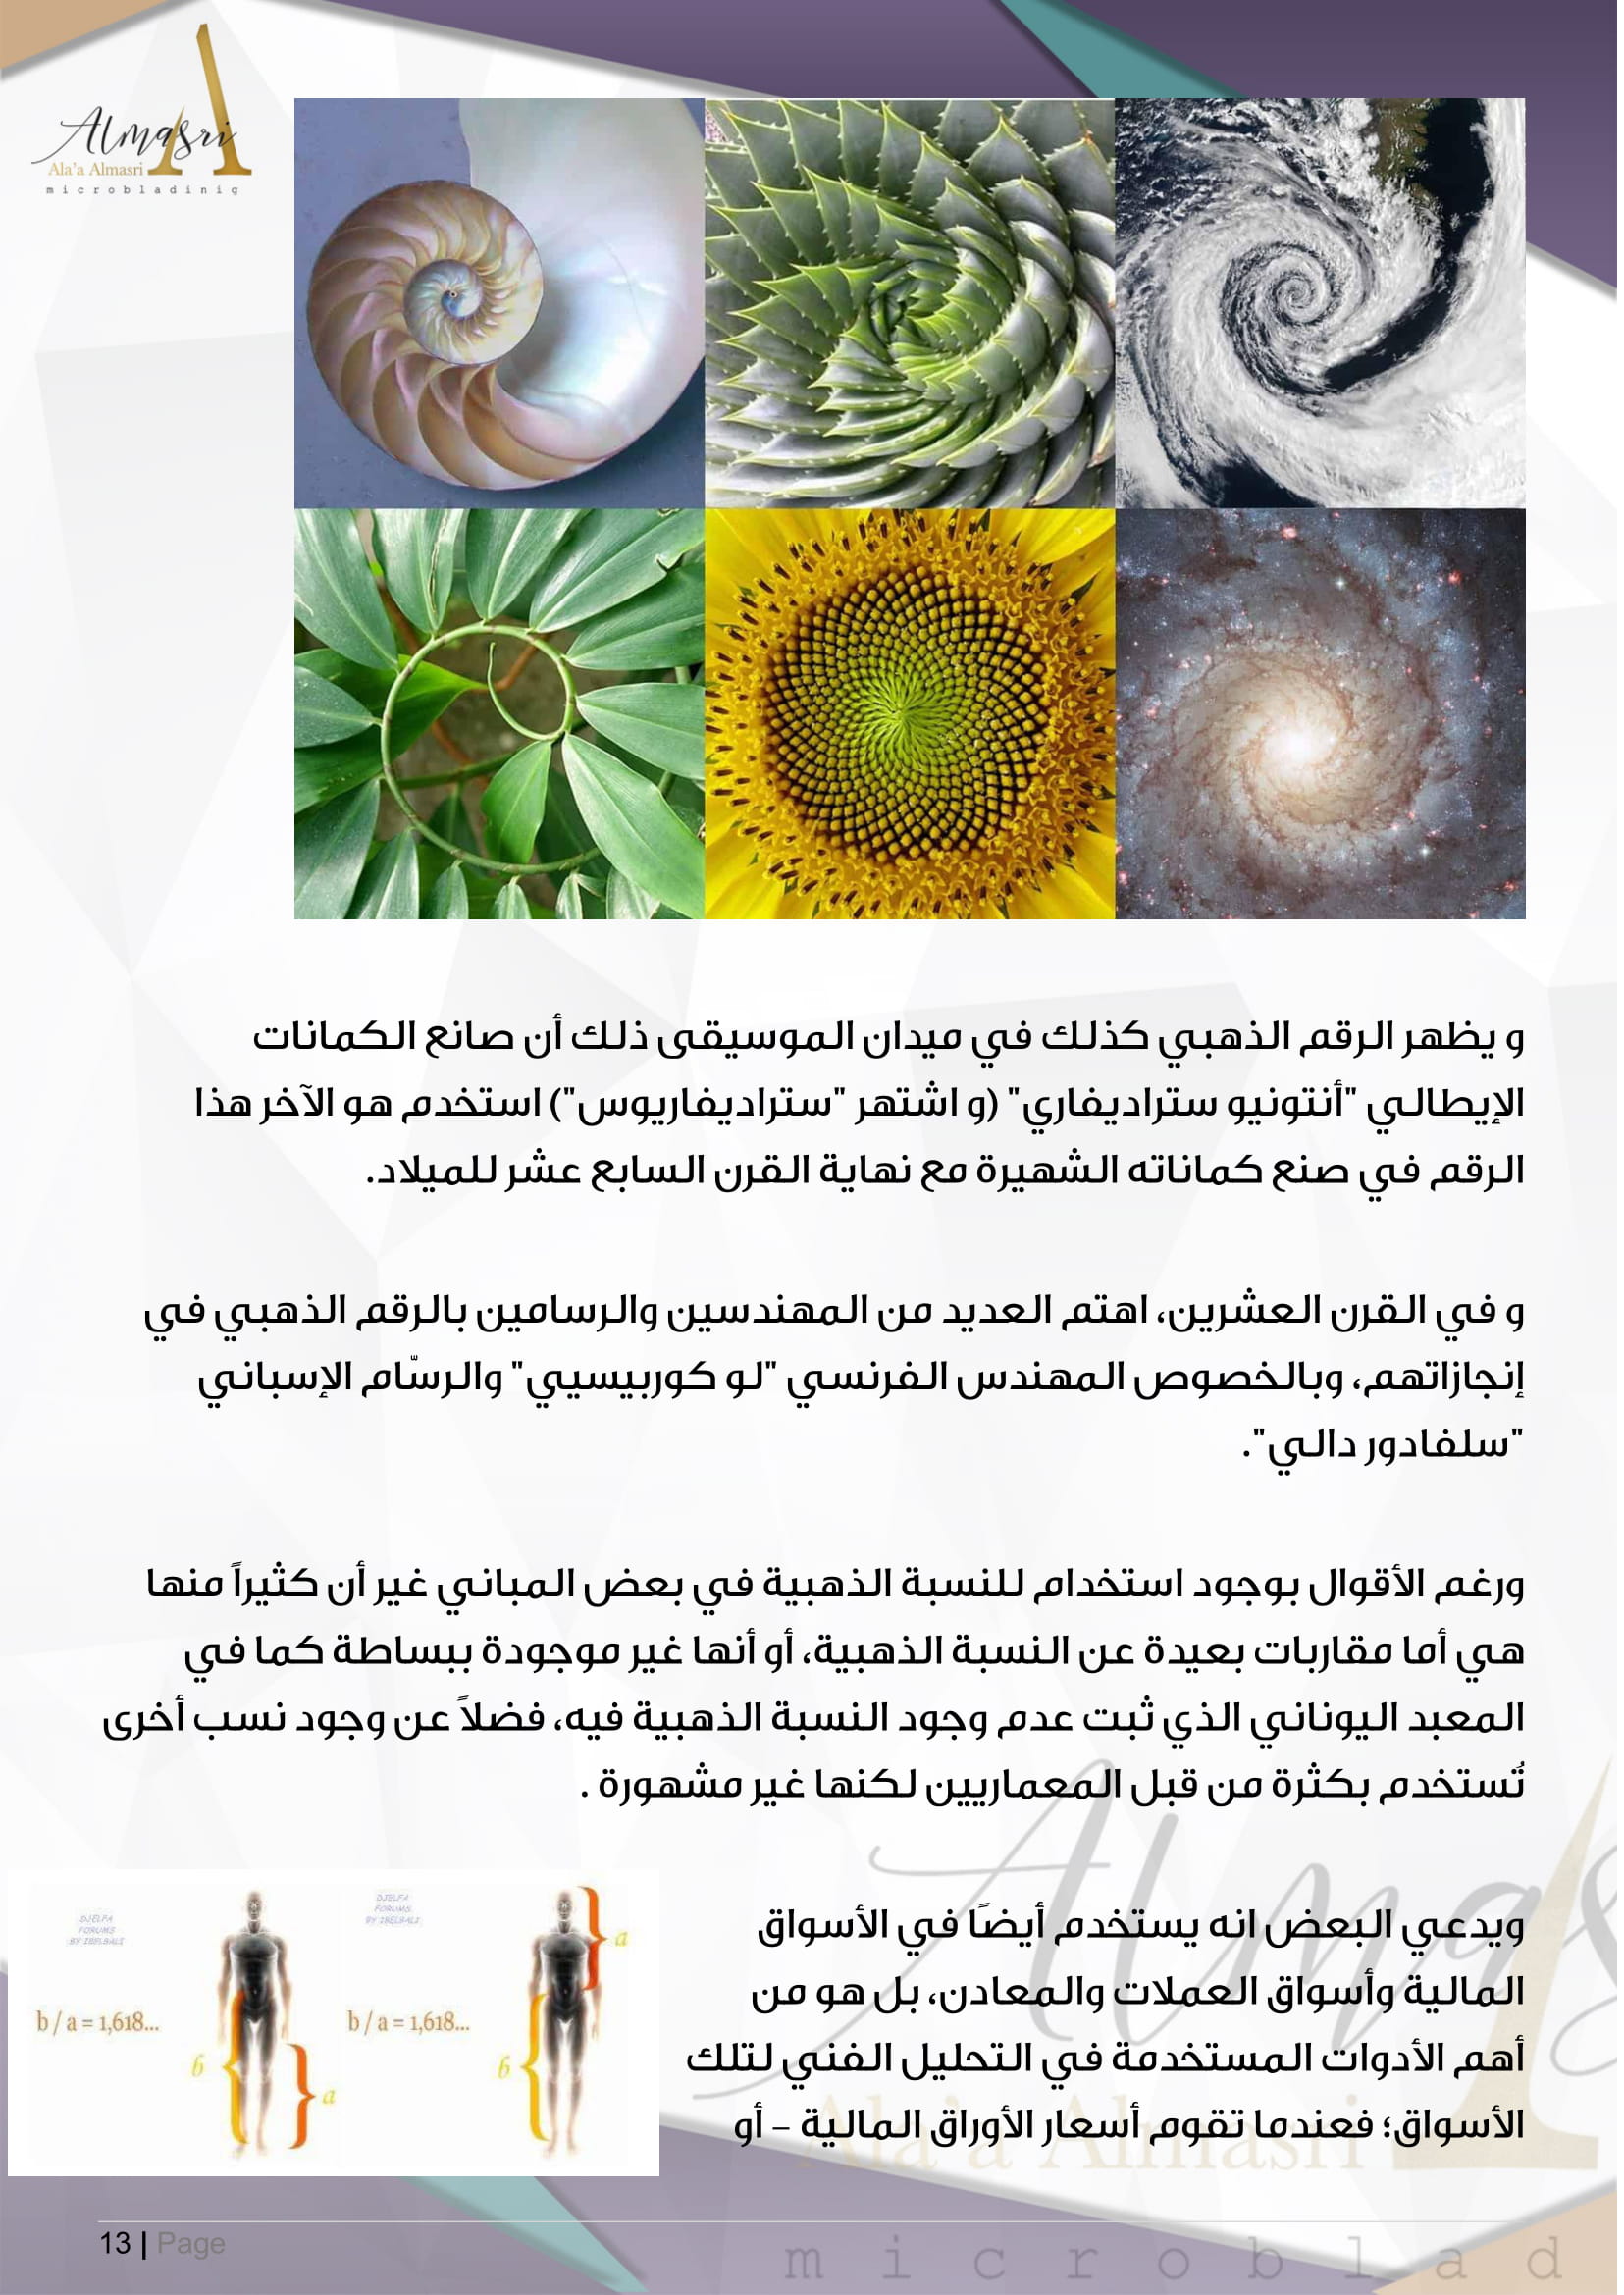 Almasri
Ala'a Almasri
microbladinig
و يظهر الرقم الذهبي كذلك في ميدان الموسيقى ذلك أن صانع الكمانات
الإيطالي "أنتونيو ستراديفاري" (و اشتهر "ستراديفاريوس") استخدم هو الآخر هذا
الرقم في صنع كماناته الشهيرة مع نهاية القرن السابع عشر للميلاد.
و في القرن العشرين، اهتم العديد من المهندسين والرسامين بالرقم الذهبي في
إنجازاتهم، وبالخصوص المهندس الفرنسي "لو كوربيسيي" والرسّام الإسباني
"سلفادور دالي".
ورغم الأقوال بوجود استخدام للنسبة الذهبية في بعض المباني غير أن كثيراً منها
هي أما مقاربات بعيدة عن النسبة الذهبية، أو أنها غير موجودة ببساطة كما في
المعبد اليوناني الذي ثبت عدم وجود النسبة الذهبية فيه، فضلاً عن وجود نسب أخرى
تُستخدم بكثرة من قبل المعماريين لكنها غير مشهورة .
ويدعي البعض انه يستخدم أيضًا في الأسواق
المالية وأسواق العملات والمعادن، بل هو من
أهم الأدوات المستخدمة في التحليل الفني لتلك
الأسواق؛ فعندما تقوم أسعار الأوراق المالية – أو
DJELFA
FORUMS
b / a = 1,618...
b
a
DJELFA
FORUMS
b / a = 1,618...
b
a
Almas
Ala'a Almasri
microblad
13 | Page